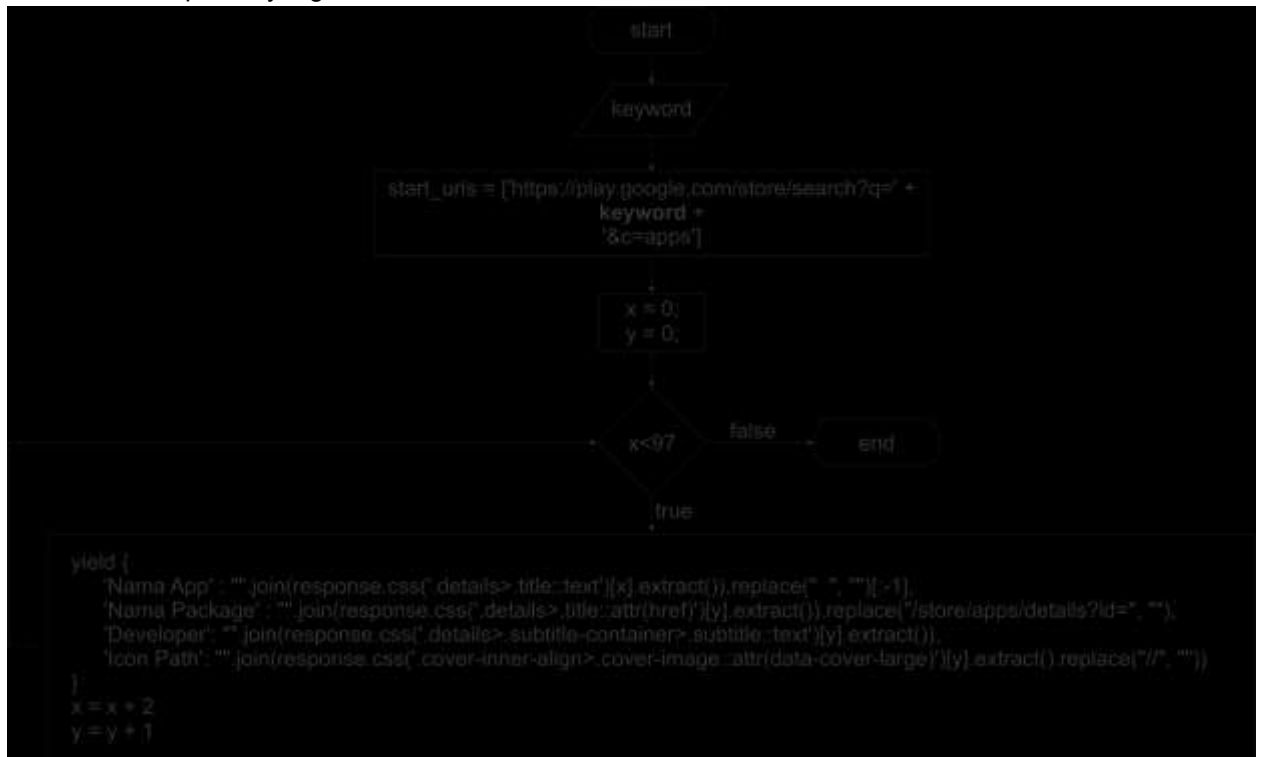 start
keyword
start_urls = ['https://play.google.com/store/search?q=' +
keyword +
'&c=apps']
x = 0;
y = 0;
x<97
false
end
true
yield {
'Nama App' : "".join(response.css('.details>.title::text')[x].extract()).replace(" ", "")[:-1],
'Nama Package' : "".join(response.css('.details>.title::attr(href)')[y].extract()).replace("/store/apps/details?id=", ""),
'Developer': "".join(response.css('.details>.subtitle-container>.subtitle::text')[y].extract()),
'Icon Path': "".join(response.css('.cover-inner-align>.cover-image::attr(data-cover-large)')[y].extract().replace("//", ""))
}
x = x + 2
y = y + 1